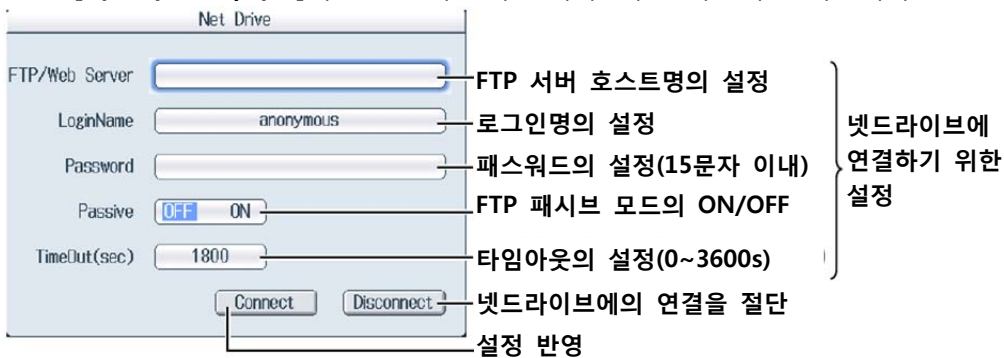 Net Drive
FTP/Web Server
FTP 서버 호스트명의 설정
LoginName
anonymous
로그인명의 설정
Password
패스워드의 설정(15문자 이내)
Passive
OFF ON
FTP 패시브 모드의 ON/OFF
TimeOut(sec)
1800
타임아웃의 설정(0~3600s)
넷드라이브에
연결하기 위한
설정
Connect
Disconnect
넷드라이브에의 연결을 절단
설정 반영